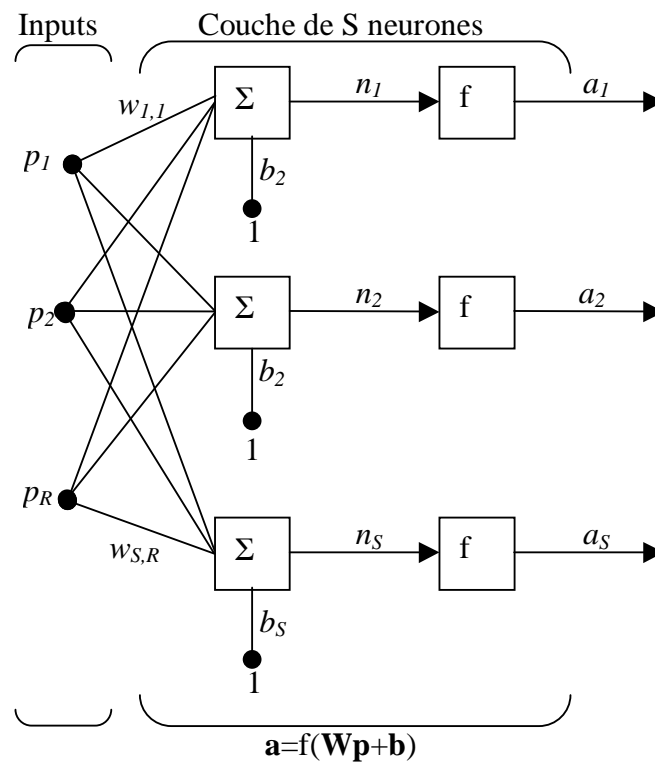 Inputs
Couche de S neurones
w1,1
Σ
n1
f
a1
p1
b2
1
p2
Σ
n2
f
a2
b2
1
pR
wS,R
Σ
nS
f
aS
bS
1
a=f(Wp+b)